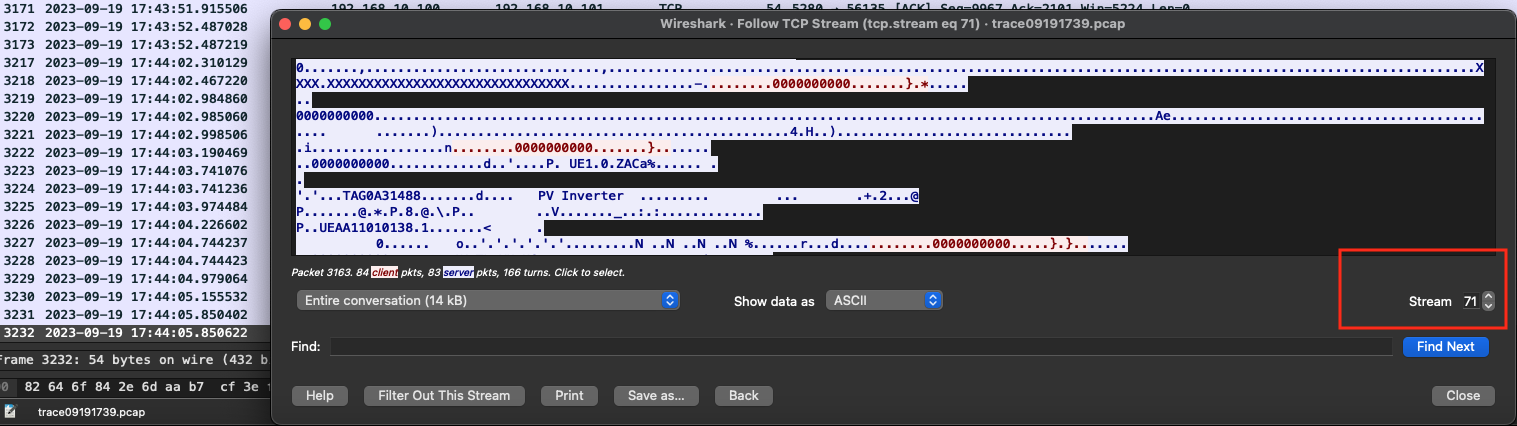 3171 2023-09-19 17:43:51.915506 192.168.10.100 192.168.10.101 TCP 54 5280 → 56135 [ACK] Seq=9967 Ack=2101 Win=5224 Len=0
3172 2023-09-19 17:43:52.487028
3173 2023-09-19 17:43:52.487219
3217 2023-09-19 17:44:02.310129
3218 2023-09-19 17:44:02.467220
3219 2023-09-19 17:44:02.984860
3220 2023-09-19 17:44:02.985060
3221 2023-09-19 17:44:02.998506
3222 2023-09-19 17:44:03.190469
3223 2023-09-19 17:44:03.741076
3224 2023-09-19 17:44:03.741236
3225 2023-09-19 17:44:03.974484
3226 2023-09-19 17:44:04.226602
3227 2023-09-19 17:44:04.744237
3228 2023-09-19 17:44:04.744423
3229 2023-09-19 17:44:04.979064
3230 2023-09-19 17:44:05.155532
3231 2023-09-19 17:44:05.850402
3232 2023-09-19 17:44:05.850622
Frame 3232: 54 bytes on wire (432 b
82 64 6f 84 2e 6d aa b7 cf 3e
trace09191739.pcap
Wireshark · Follow TCP Stream (tcp.stream eq 71) · trace09191739.pcap
0.......,.............................,...............X
XXX.XXXXXXXXXXXXXXXXXXXXXXXXXXXXXX................-.........0000000000.......}.*.....
..
0000000000...............Ae...............
.... .......)...............4.H..)...............
.i.................n.........0000000000.......}.......
..0000000000............d..'....P. UE1.0.ZACa%...... .
.
'.'...TAG0A31488.......d.... PV Inverter ......... ... .+.2...@
P.......@.*.P.8.@.\.P.. ..V......._..:.:.............
P..UEAA11010138.1.......< .
0...... o..'.'.'.'.'.........N ..N ..N ..N %......r...d............0000000000.....}.}.......
Packet 3163. 84 client pkts, 83 server pkts, 166 turns. Click to select.
Entire conversation (14 kB)
Show data as
ASCII
Stream 71
Find:
Find Next
Help
Filter Out This Stream
Print
Save as...
Back
Close